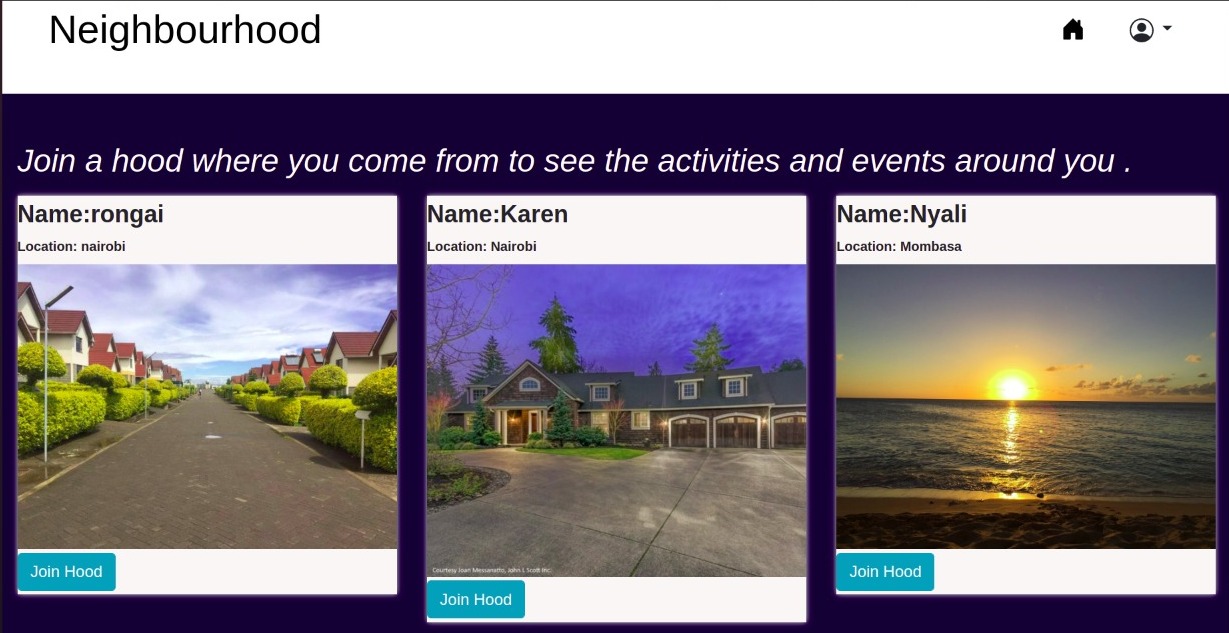 Neighbourhood
Join a hood where you come from to see the activities and events around you .
Name:rongai
Location: nairobi
Join Hood
Name:Karen
Location: Nairobi
Courtesy Joan Messanatto, John L Scott Inc.
Join Hood
Name:Nyali
Location: Mombasa
Join Hood